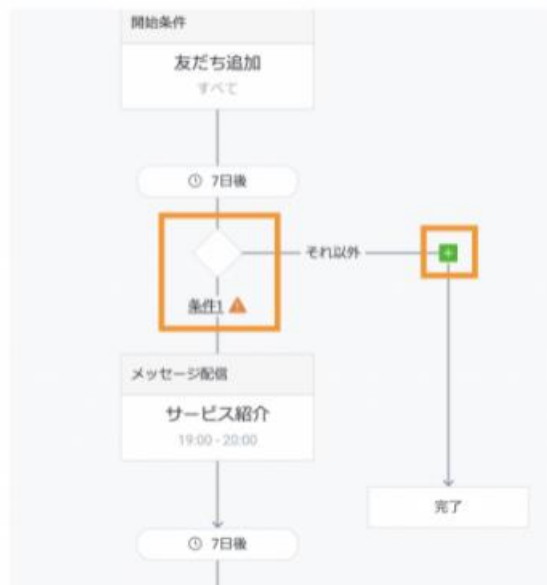 開始条件
友だち追加
すべて
7日後
それ以外
条件1
メッセージ配信
サービス紹介
19:00 - 20:00
完了
7日後